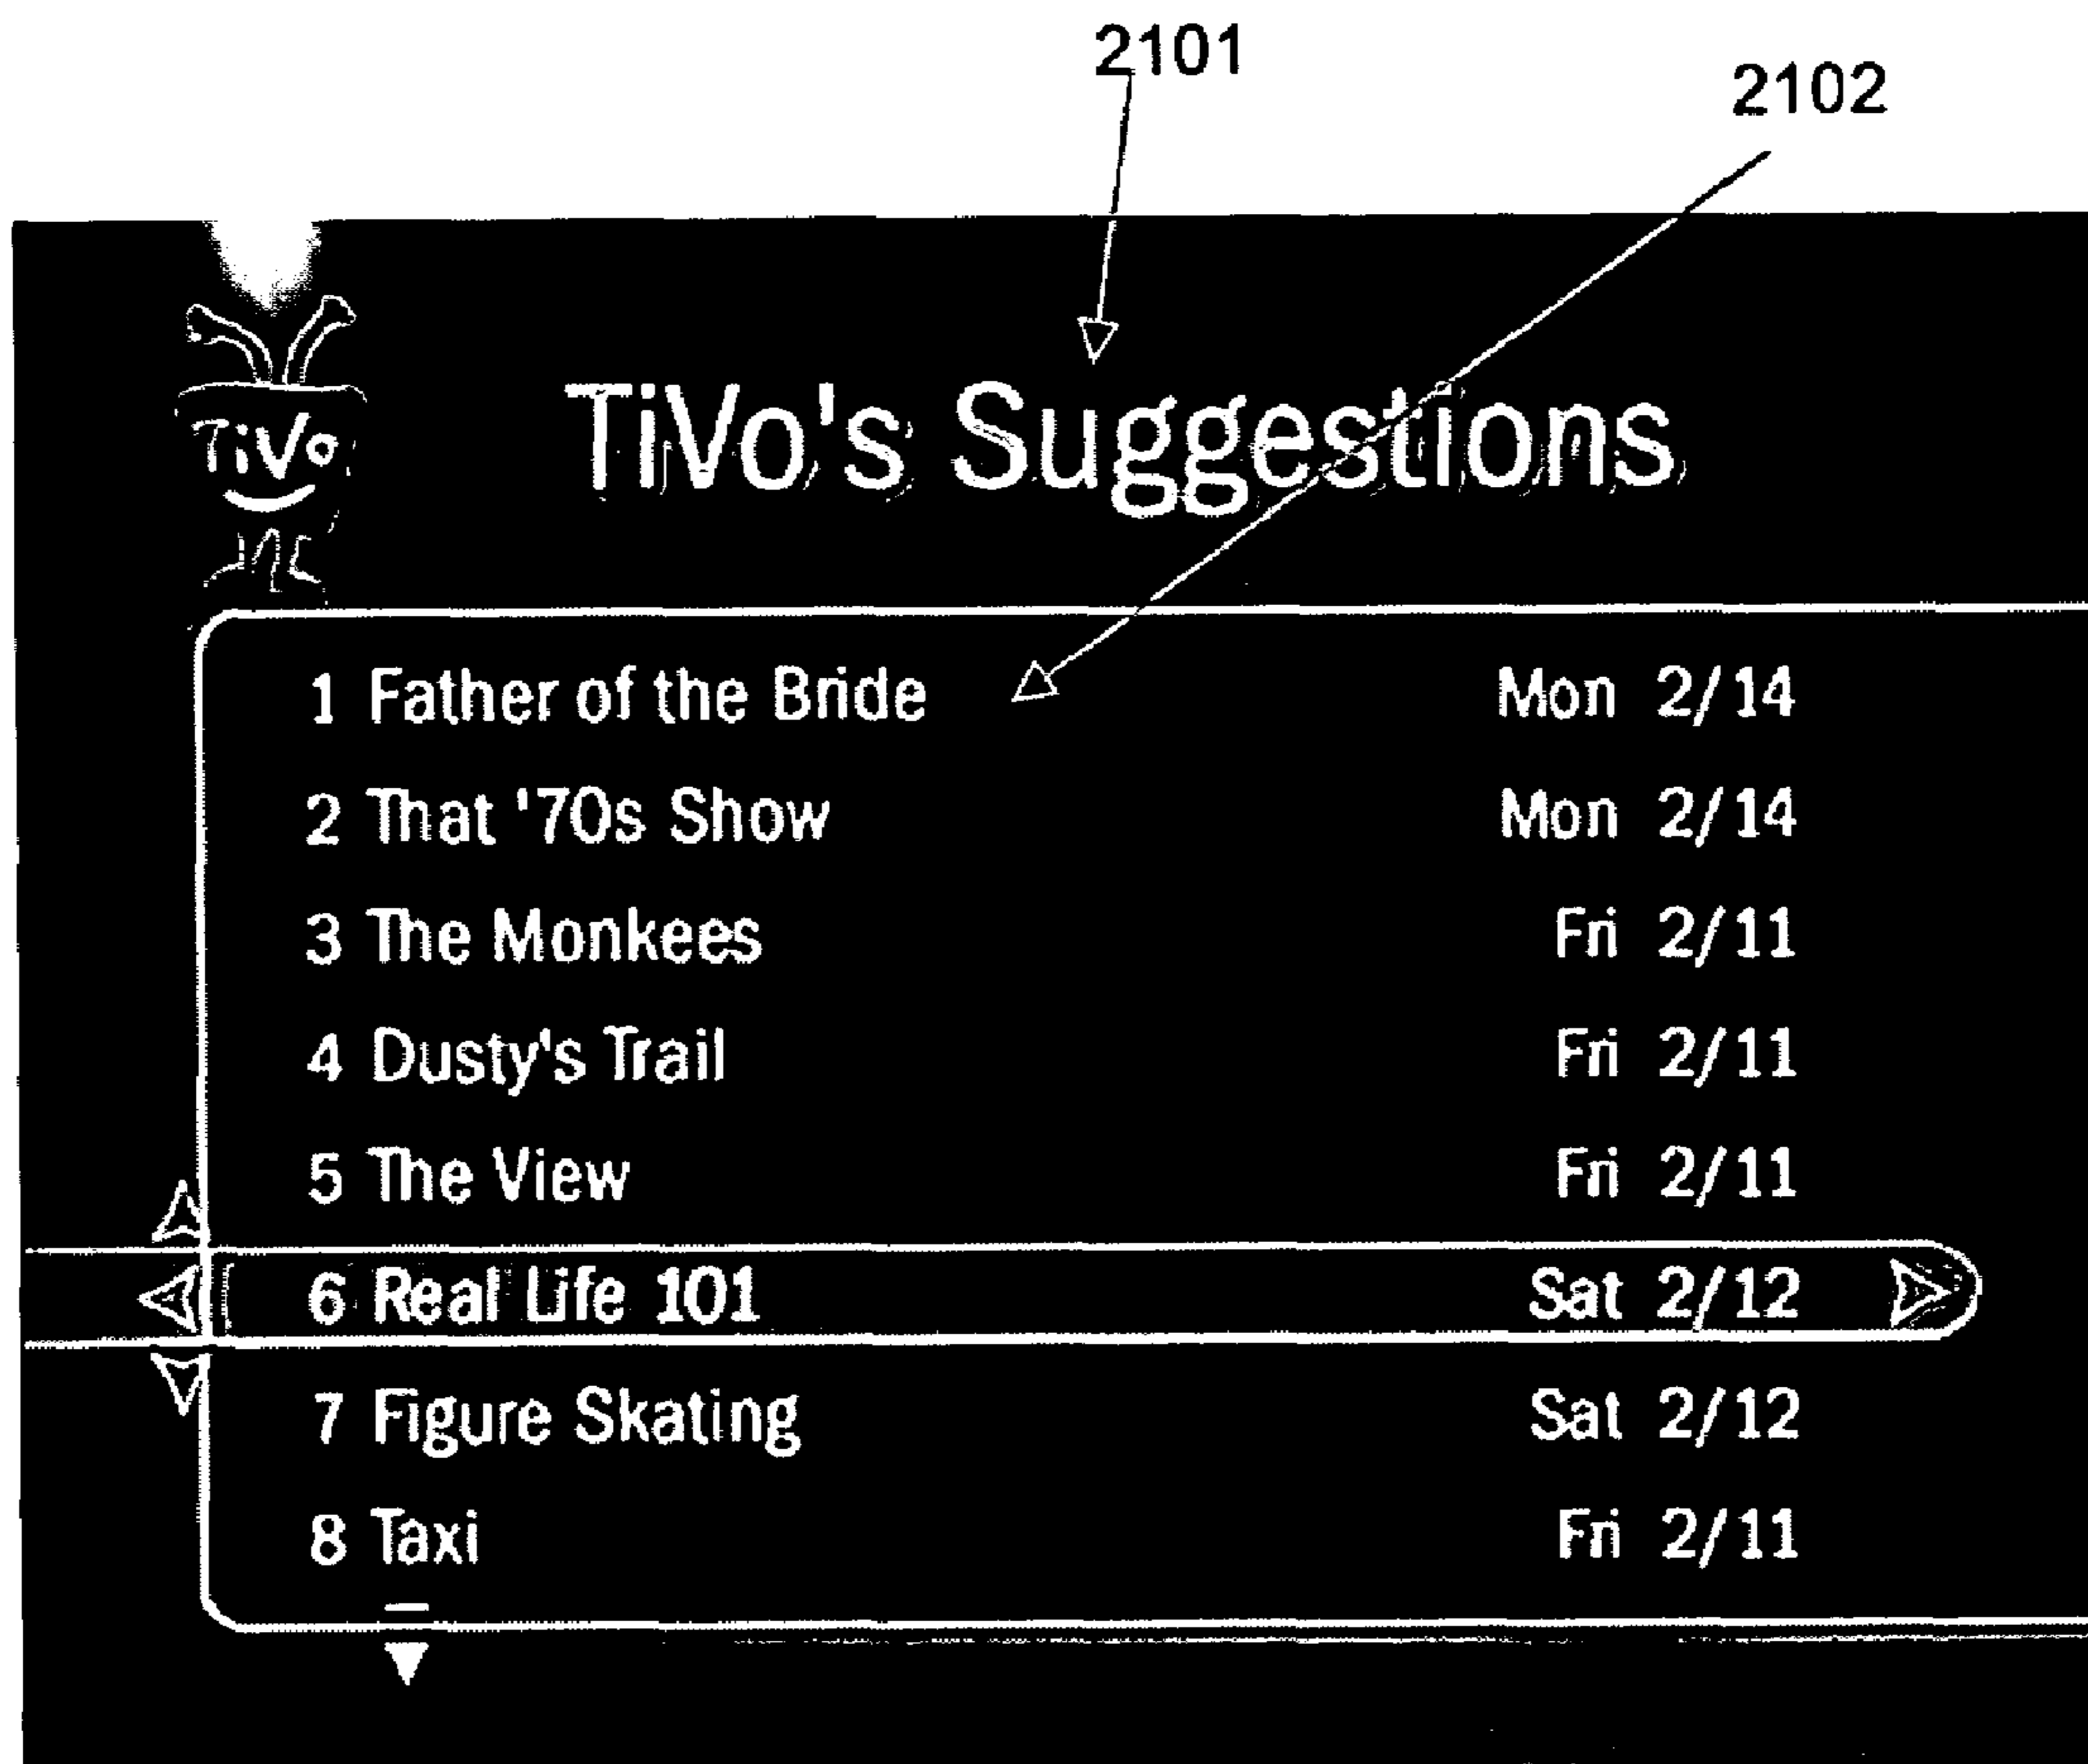 2101
2102
TiVo
TiVo's Suggestions
1 Father of the Bride Mon 2/14
2 That '70s Show Mon 2/14
3 The Monkees Fri 2/11
4 Dusty's Trail Fri 2/11
5 The View Fri 2/11
6 Real Life 101 Sat 2/12
7 Figure Skating Sat 2/12
8 Taxi Fri 2/11